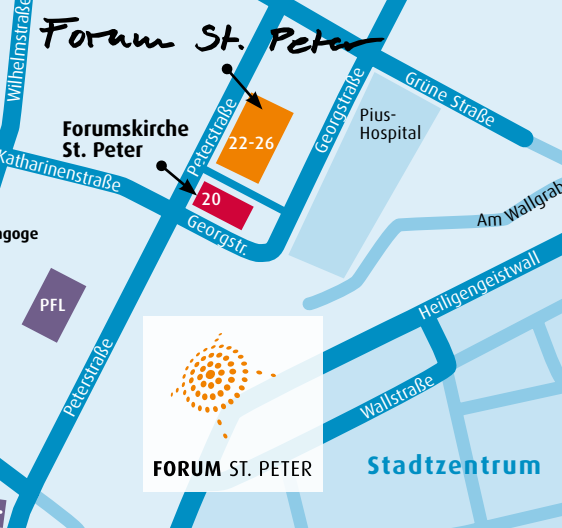 Wilhelmstraße
Forum St. Peter
Grüne Straße
Georgstraße
Pius-
Hospital
Peterstraße
Forumskirche
St. Peter
22-26
Katharinenstraße
20
Am Wallgrab
Georgstr.
agoge
Heiligengeistwall
PFL
Peterstraße
Wallstraße
FORUM ST. PETER
Stadtzentrum